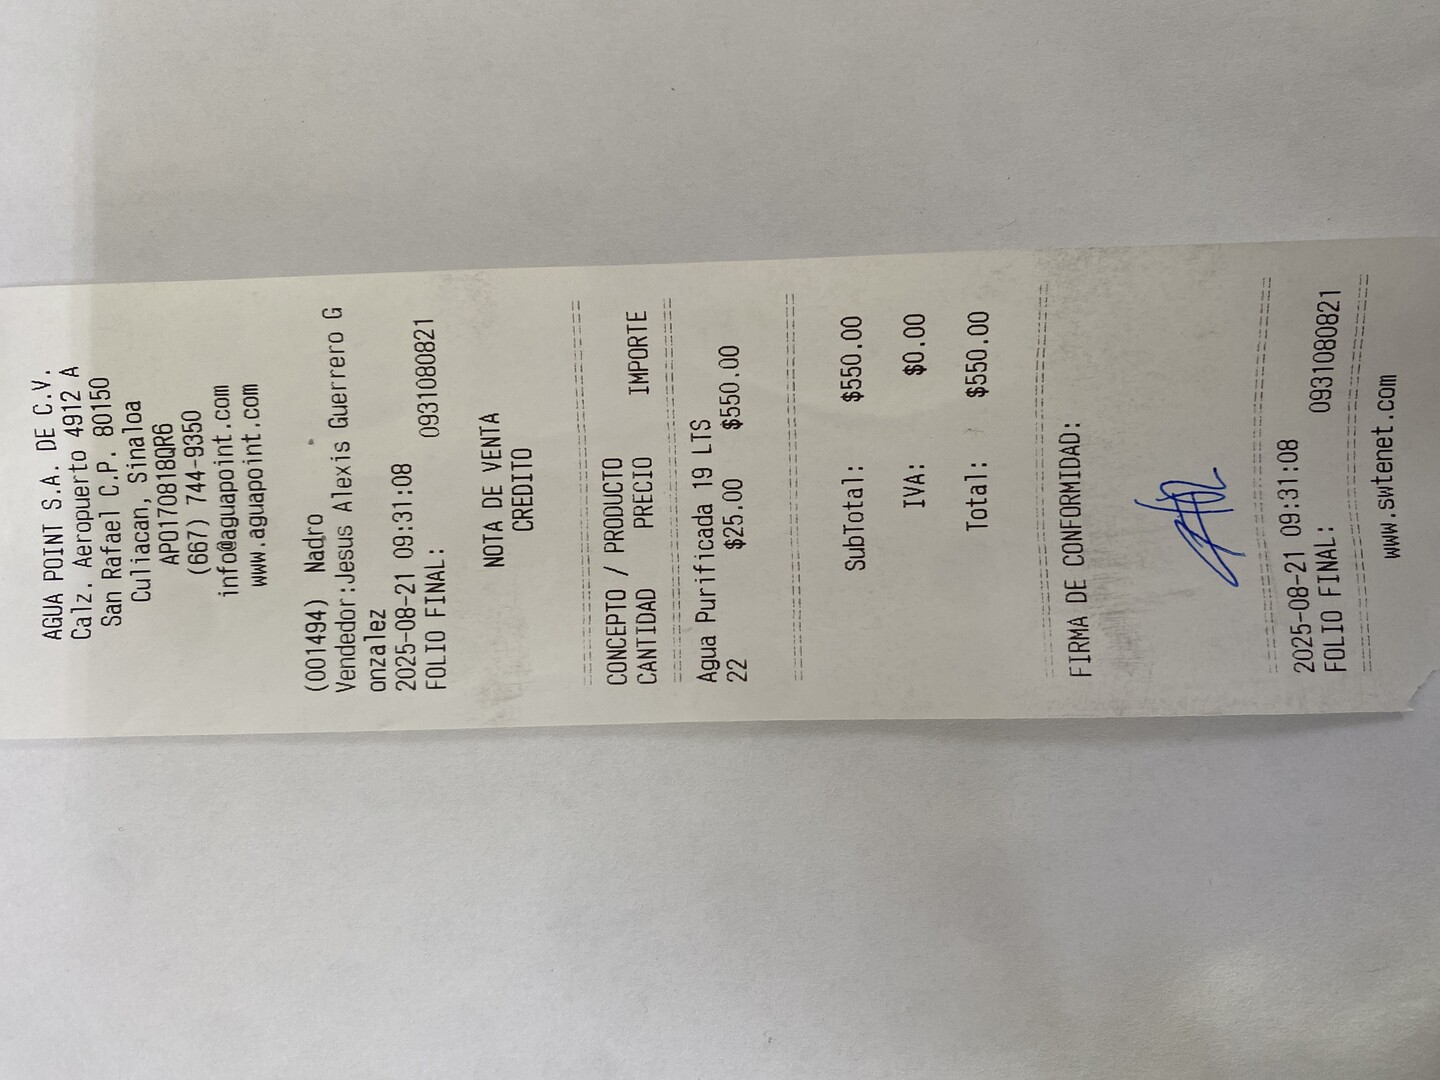 AGUA POINT S.A. DE C.V.
Calz. Aeropuerto 4912 A
San Rafael C.P. 80150
Culiacan, Sinaloa
APO170818QR6
(667) 744-9350
info@aguapoint.com
www.aguapoint.com
(001494) Nadro
Vendedor:Jesus Alexis Guerrero G
onzalez
2025-08-21 09:31:08
FOLIO FINAL: 0931080821
NOTA DE VENTA
CREDITO
CONCEPTO / PRODUCTO
CANTIDAD PRECIO IMPORTE
Agua Purificada 19 LTS
22 $25.00 $550.00
SubTotal: $550.00
IVA: $0.00
Total: $550.00
FIRMA DE CONFORMIDAD:
2025-08-21 09:31:08
FOLIO FINAL: 0931080821
www.swtenet.com